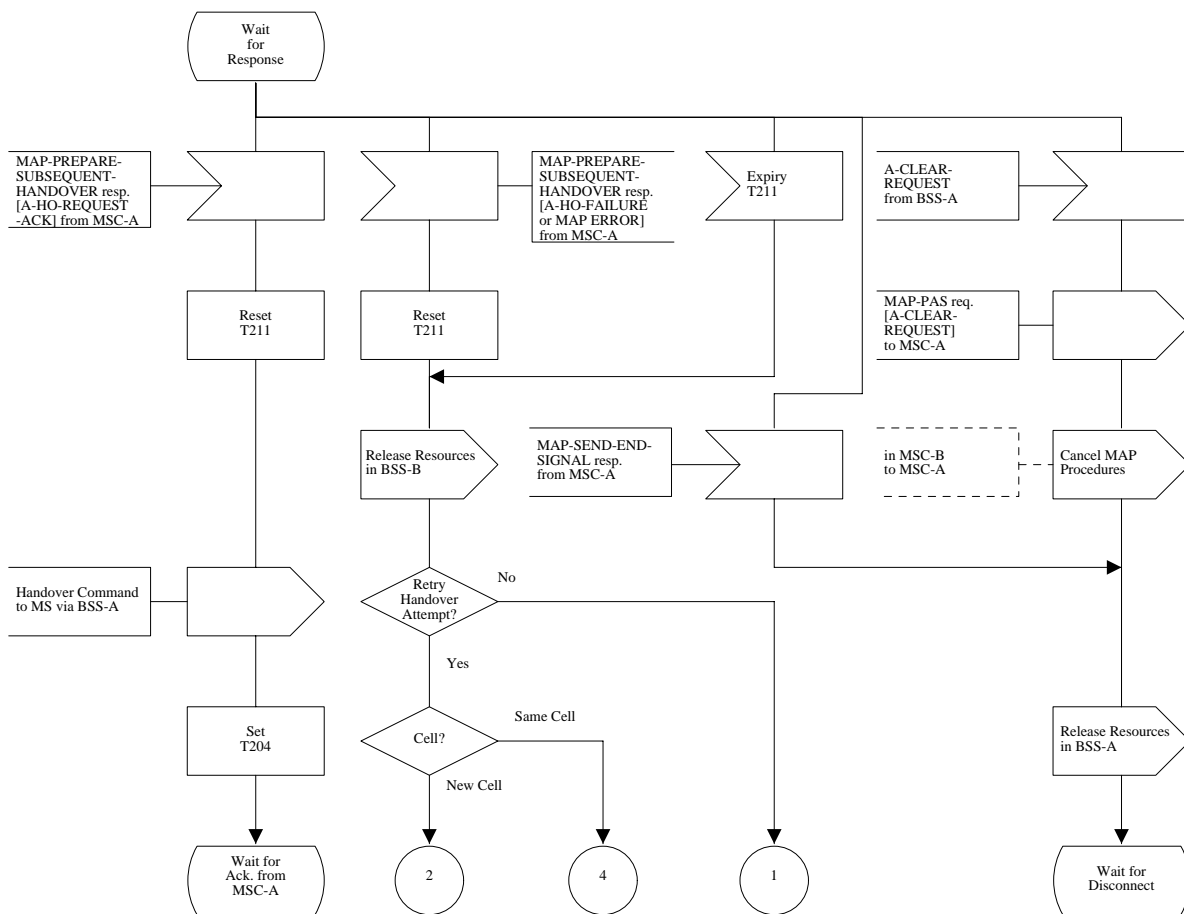 Wait
for
Response
MAP-PREPARE-
SUBSEQUENT-
HANDOVER resp.
[A-HO-REQUEST
-ACK] from MSC-A
MAP-PREPARE-
SUBSEQUENT-
HANDOVER resp.
[A-HO-FAILURE
or MAP ERROR]
from MSC-A
Expiry
T211
A-CLEAR-
REQUEST
from BSS-A
Reset
T211
Reset
T211
MAP-PAS req.
[A-CLEAR-
REQUEST]
to MSC-A
Release Resources
in BSS-B
MAP-SEND-END-
SIGNAL resp.
from MSC-A
in MSC-B
to MSC-A
Cancel MAP
Procedures
Handover Command
to MS via BSS-A
Retry
Handover
Attempt?
No
Yes
Set
T204
Cell?
Same Cell
New Cell
Release Resources
in BSS-A
Wait for
Ack. from
MSC-A
2
4
1
Wait for
Disconnect